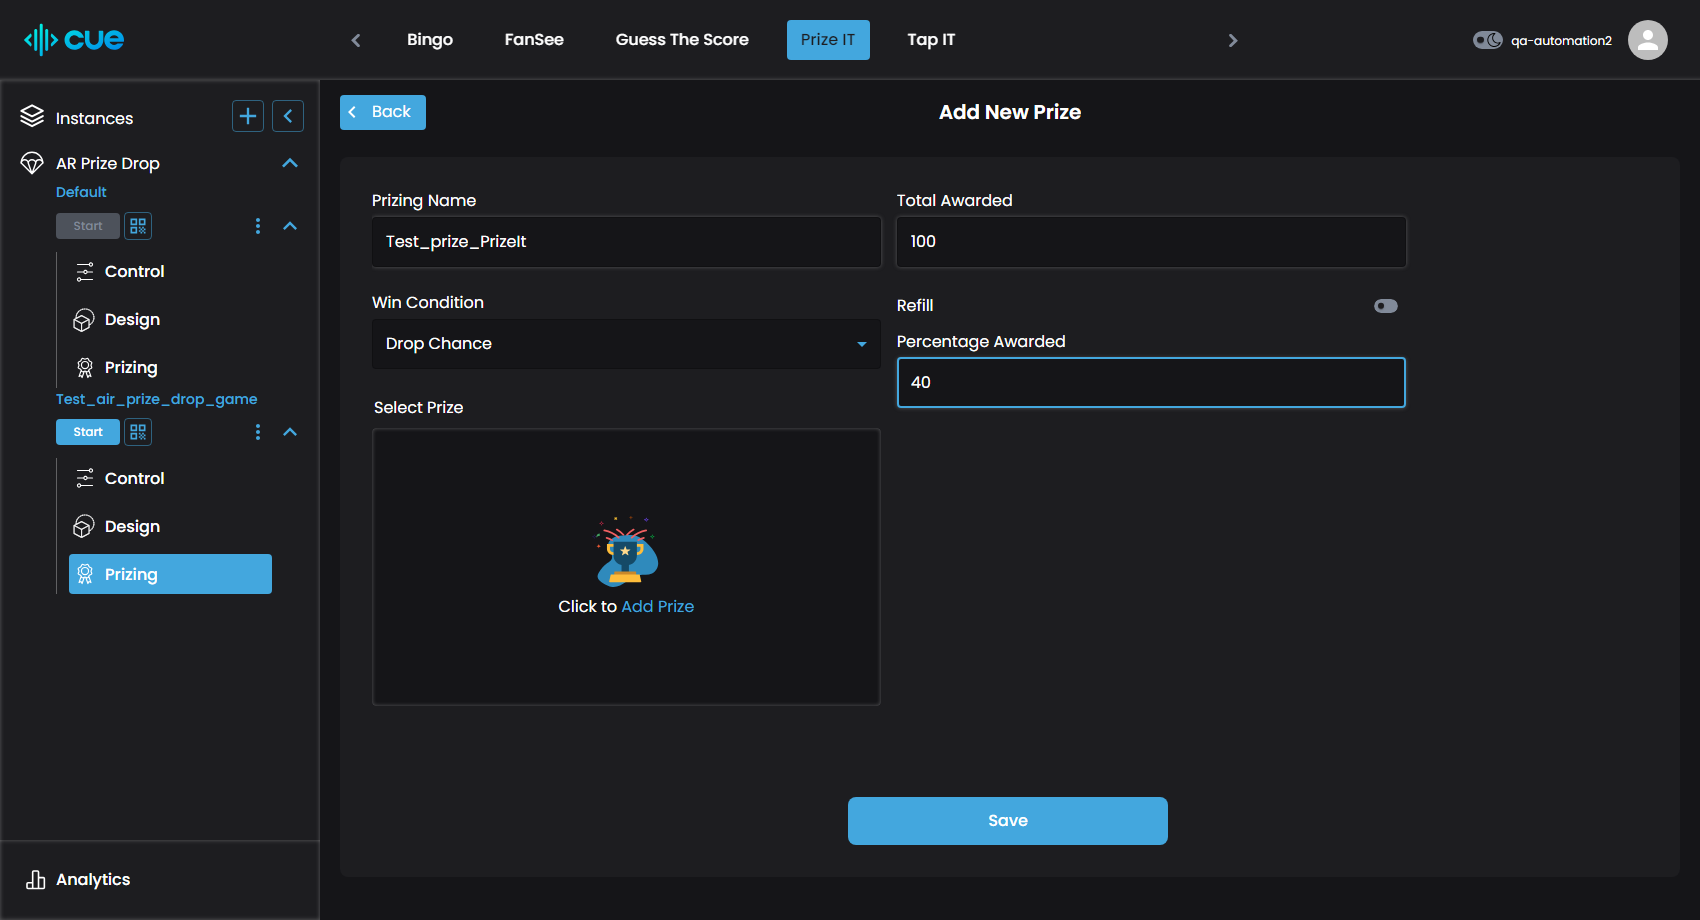 cue
Bingo
FanSee
Guess The Score
Prize IT
Tap IT
qa-automation2
Instances
AR Prize Drop
Default
Start
Control
Design
Prizing
Test_air_prize_drop_game
Start
Control
Design
Prizing
Analytics
Back
Add New Prize
Prizing Name
Test_prize_PrizeIt
Total Awarded
100
Win Condition
Drop Chance
Refill
Percentage Awarded
40
Select Prize
Click to Add Prize
Save